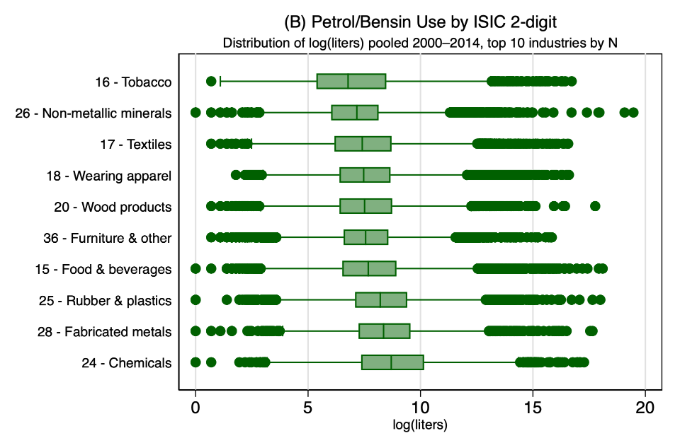 (B) Petrol/Bensin Use by ISIC 2-digit
Distribution of log(liters) pooled 2000–2014, top 10 industries by N
16 - Tobacco
26 - Non-metallic minerals
17 - Textiles
18 - Wearing apparel
20 - Wood products
36 - Furniture & other
15 - Food & beverages
25 - Rubber & plastics
28 - Fabricated metals
24 - Chemicals
0 5 10 15 20
log(liters)